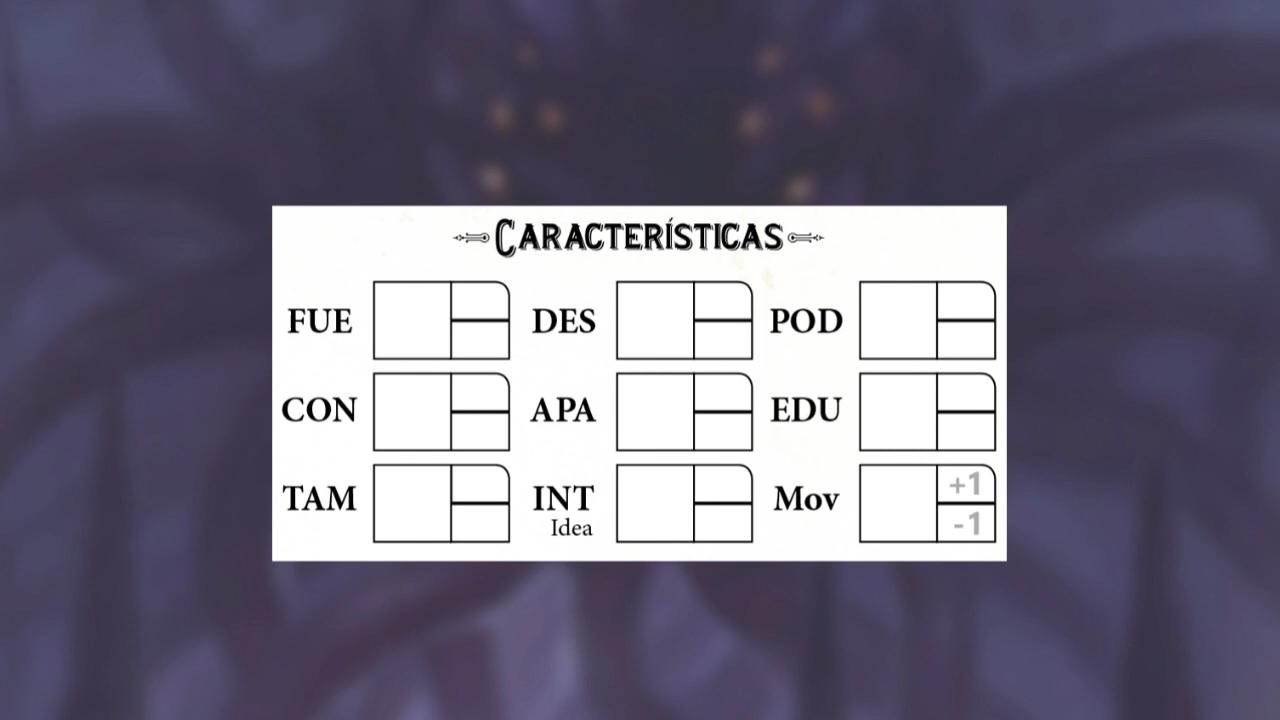 CARACTERÍSTICAS
FUE DES POD
CON APA EDU
TAM INT Mov +1
Idea -1